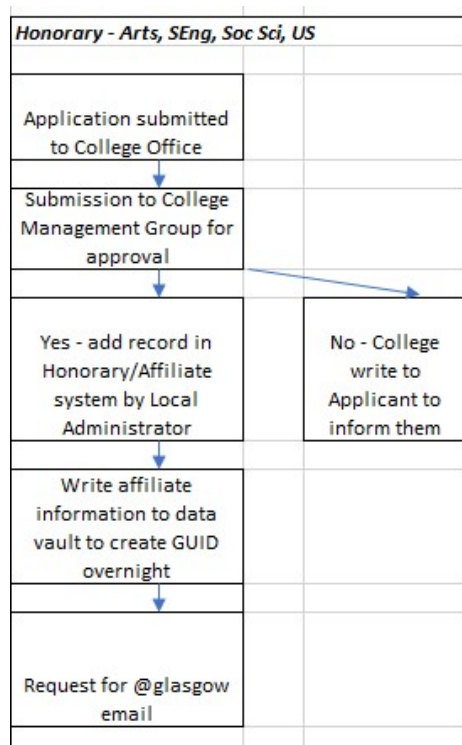 Honorary - Arts, SEng, Soc Sci, US
Application submitted
to College Office
Submission to College
Management Group for
approval
Yes - add record in
Honorary/Affiliate
system by Local
Administrator
No - College
write to
Applicant to
inform them
Write affiliate
information to data
vault to create GUID
overnight
Request for @glasgow
email